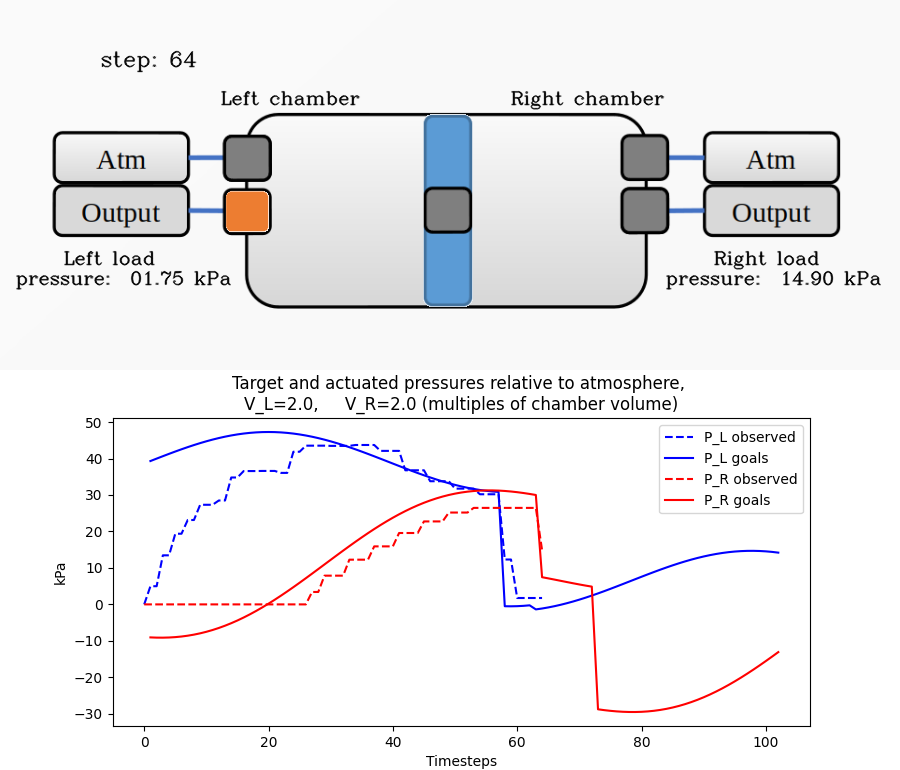 step: 64
Left chamber
Right chamber
Atm
Output
Atm
Output
Left load
pressure: 01.75 kPa
Right load
pressure: 14.90 kPa
Target and actuated pressures relative to atmosphere,
V_L=2.0, V_R=2.0 (multiples of chamber volume)
50
40
30
20
10
0
−10
−20
−30
kPa
P_L observed
P_L goals
P_R observed
P_R goals
0 20 40 60 80 100
Timesteps